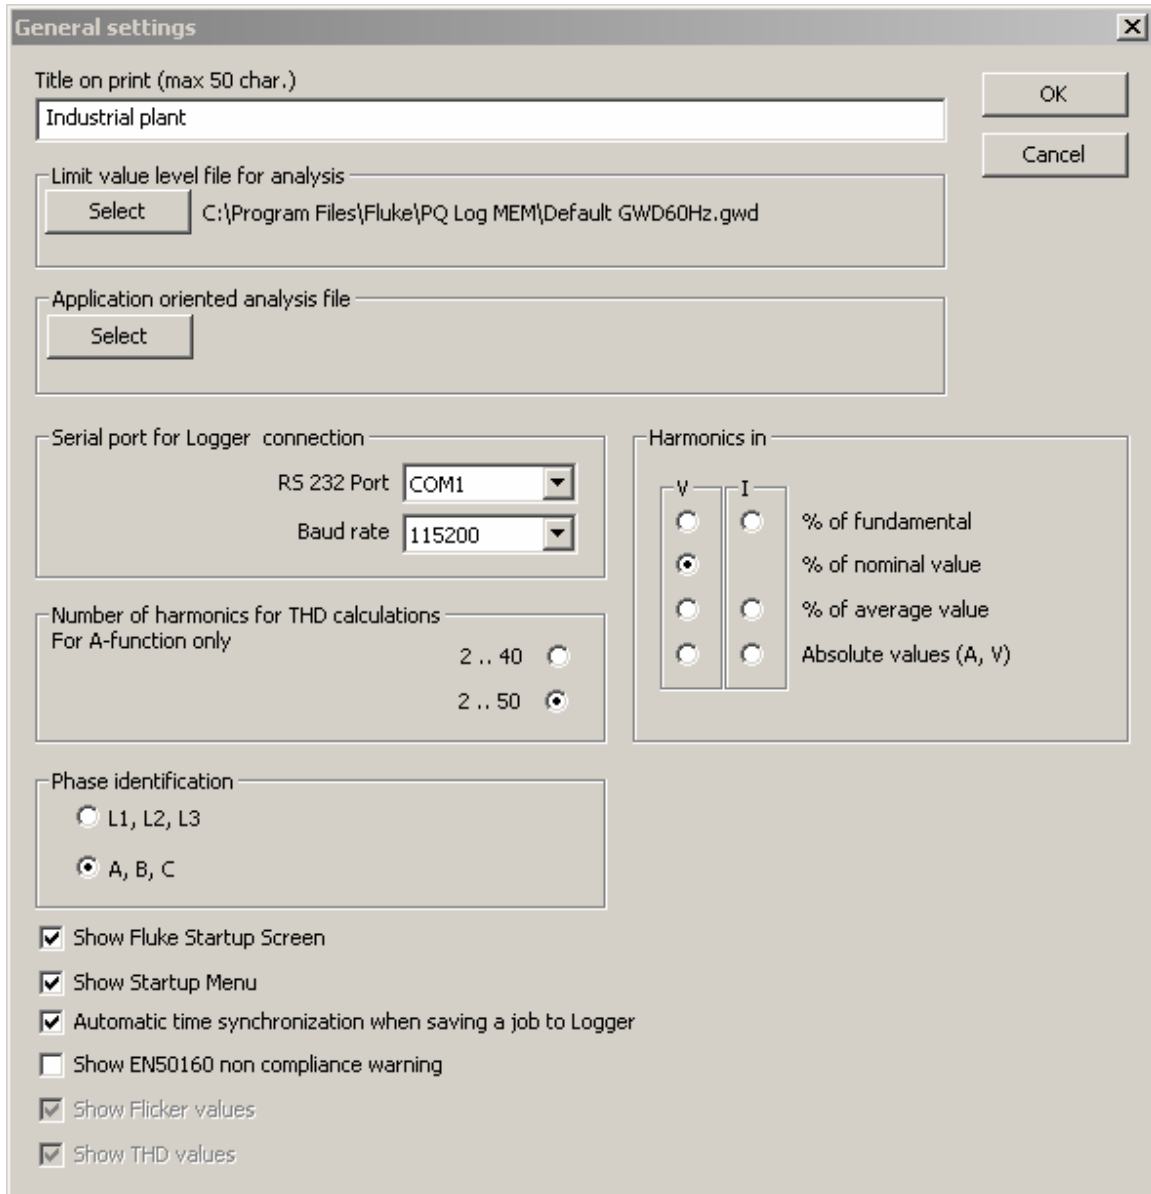 General settings
Title on print (max 50 char.)
Industrial plant
OK
Cancel
Limit value level file for analysis
Select C:\Program Files\Fluke\PQ Log MEM\Default GWD60Hz.gwd
Application oriented analysis file
Select
Serial port for Logger connection
RS 232 Port COM1
Baud rate 115200
Harmonics in
V I
% of fundamental
% of nominal value
% of average value
Absolute values (A, V)
Number of harmonics for THD calculations
For A-function only
2 .. 40
2 .. 50
Phase identification
L1, L2, L3
A, B, C
Show Fluke Startup Screen
Show Startup Menu
Automatic time synchronization when saving a job to Logger
Show EN50160 non compliance warning
Show Flicker values
Show THD values